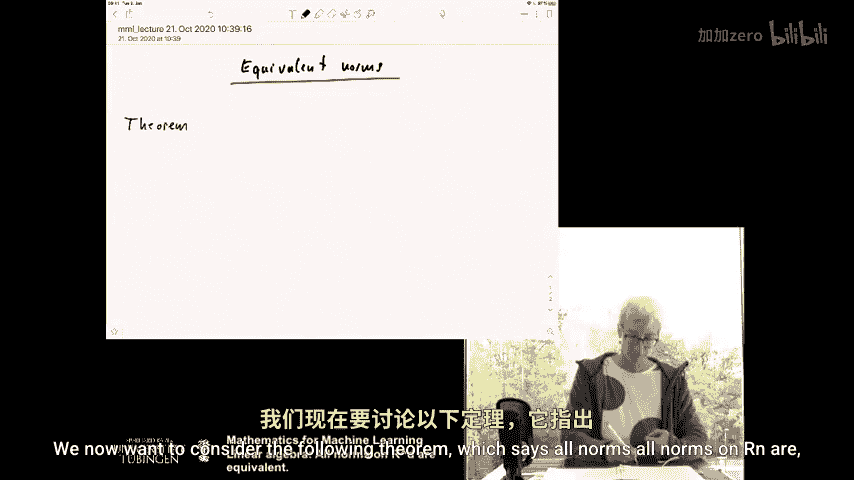 mml_lecture 21. Oct 2020 10:39:16
21. Oct 2020 at 10:39
加加zero bilibili
Equivalent norms
Theorem
我们现在要讨论以下定理，它指出
We now want to consider the following theorem, which says all norms all norms on Rn are,
Mathematics for Machine Learning
TÜBINGEN
equivalent.